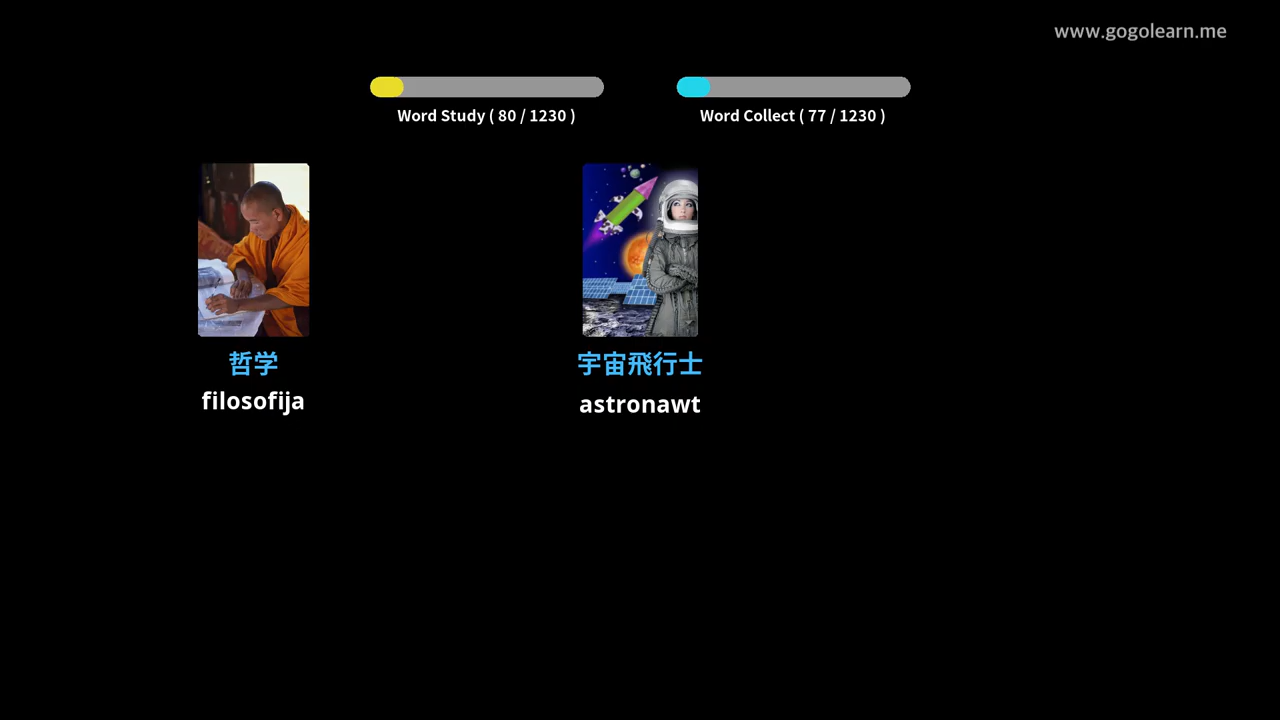 www.gogolearn.me
Word Study ( 80 / 1230 )
Word Collect ( 77 / 1230 )
哲学
filosofija
宇宙飛行士
astronawt